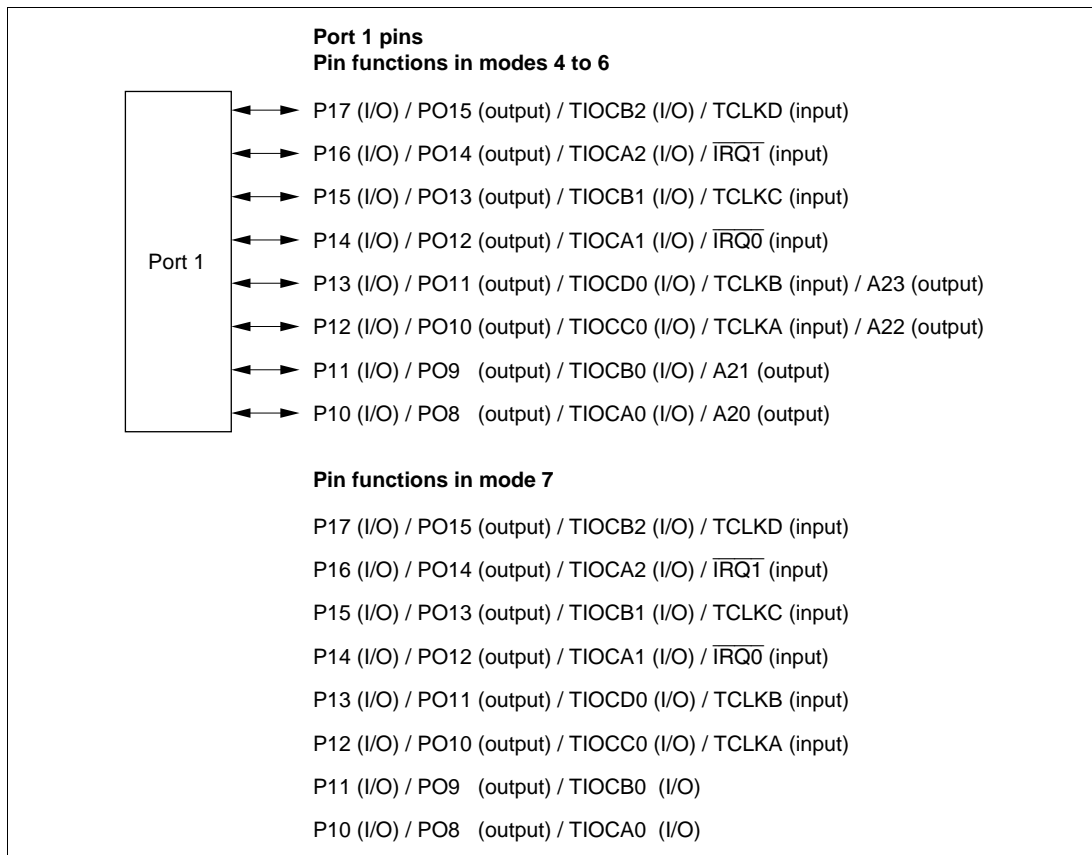 Port 1 pins
Pin functions in modes 4 to 6
P17 (I/O) / PO15 (output) / TIOCB2 (I/O) / TCLKD (input)
P16 (I/O) / PO14 (output) / TIOCA2 (I/O) / I̅R̅Q̅1̅ (input)
P15 (I/O) / PO13 (output) / TIOCB1 (I/O) / TCLKC (input)
P14 (I/O) / PO12 (output) / TIOCA1 (I/O) / I̅R̅Q̅0̅ (input)
Port 1
P13 (I/O) / PO11 (output) / TIOCD0 (I/O) / TCLKB (input) / A23 (output)
P12 (I/O) / PO10 (output) / TIOCC0 (I/O) / TCLKA (input) / A22 (output)
P11 (I/O) / PO9 (output) / TIOCB0 (I/O) / A21 (output)
P10 (I/O) / PO8 (output) / TIOCA0 (I/O) / A20 (output)
Pin functions in mode 7
P17 (I/O) / PO15 (output) / TIOCB2 (I/O) / TCLKD (input)
P16 (I/O) / PO14 (output) / TIOCA2 (I/O) / I̅R̅Q̅1̅ (input)
P15 (I/O) / PO13 (output) / TIOCB1 (I/O) / TCLKC (input)
P14 (I/O) / PO12 (output) / TIOCA1 (I/O) / I̅R̅Q̅0̅ (input)
P13 (I/O) / PO11 (output) / TIOCD0 (I/O) / TCLKB (input)
P12 (I/O) / PO10 (output) / TIOCC0 (I/O) / TCLKA (input)
P11 (I/O) / PO9 (output) / TIOCB0 (I/O)
P10 (I/O) / PO8 (output) / TIOCA0 (I/O)